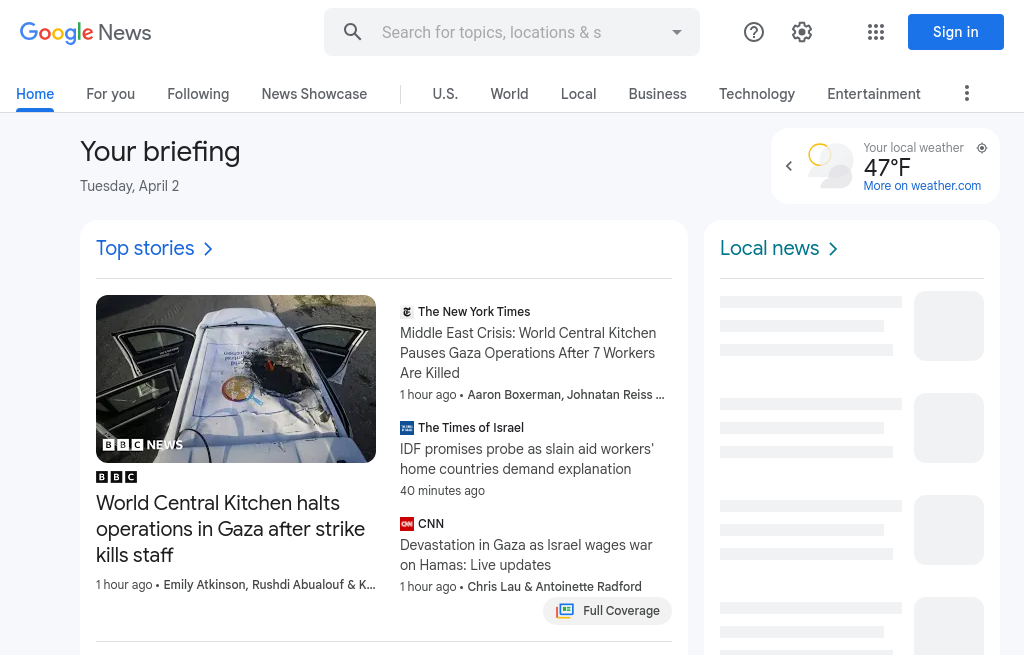 Google News
Search for topics, locations & s
Sign in
Home
For you
Following
News Showcase
U.S.
World
Local
Business
Technology
Entertainment
Your briefing
Tuesday, April 2
Your local weather
47°F
More on weather.com
Top stories
BBC NEWS
BBC
World Central Kitchen halts
operations in Gaza after strike
kills staff
1 hour ago • Emily Atkinson, Rushdi Abualouf & K...
The New York Times
Middle East Crisis: World Central Kitchen
Pauses Gaza Operations After 7 Workers
Are Killed
1 hour ago • Aaron Boxerman, Johnatan Reiss ...
The Times of Israel
IDF promises probe as slain aid workers'
home countries demand explanation
40 minutes ago
CNN
CNN
Devastation in Gaza as Israel wages war
on Hamas: Live updates
1 hour ago • Chris Lau & Antoinette Radford
Full Coverage
Local news